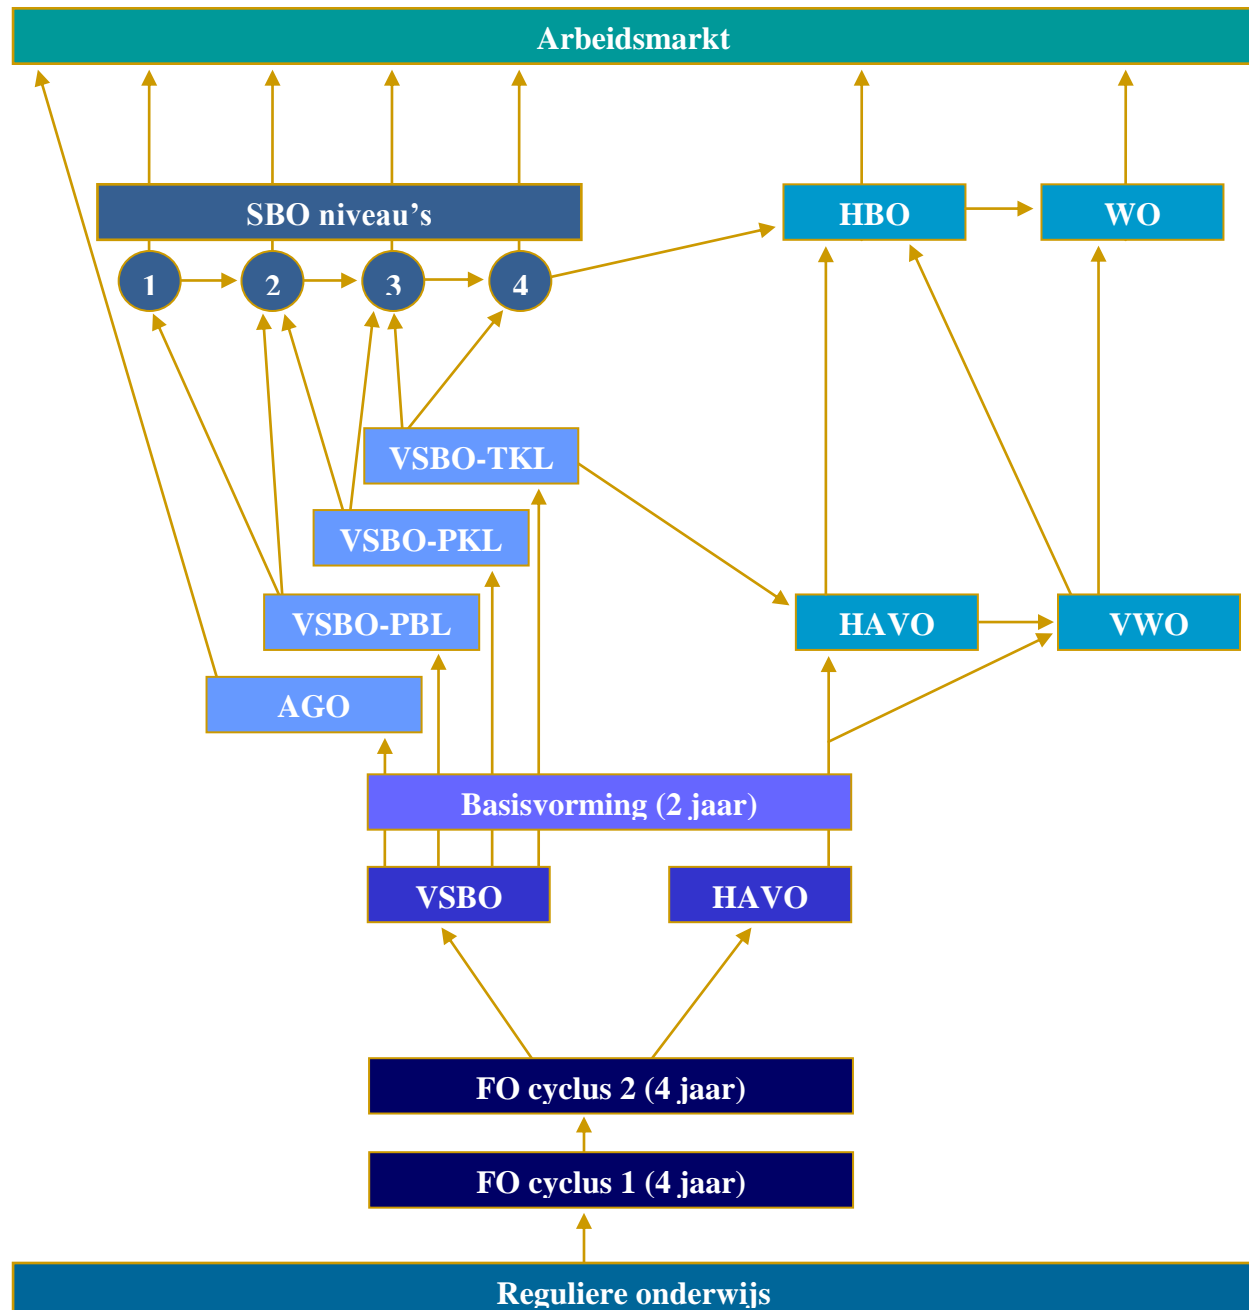 Arbeidsmarkt
SBO niveau's
HBO
WO
1
2
3
4
VSBO-TKL
VSBO-PKL
VSBO-PBL
HAVO
VWO
AGO
Basisvorming (2 jaar)
VSBO
HAVO
FO cyclus 2 (4 jaar)
FO cyclus 1 (4 jaar)
Reguliere onderwijs